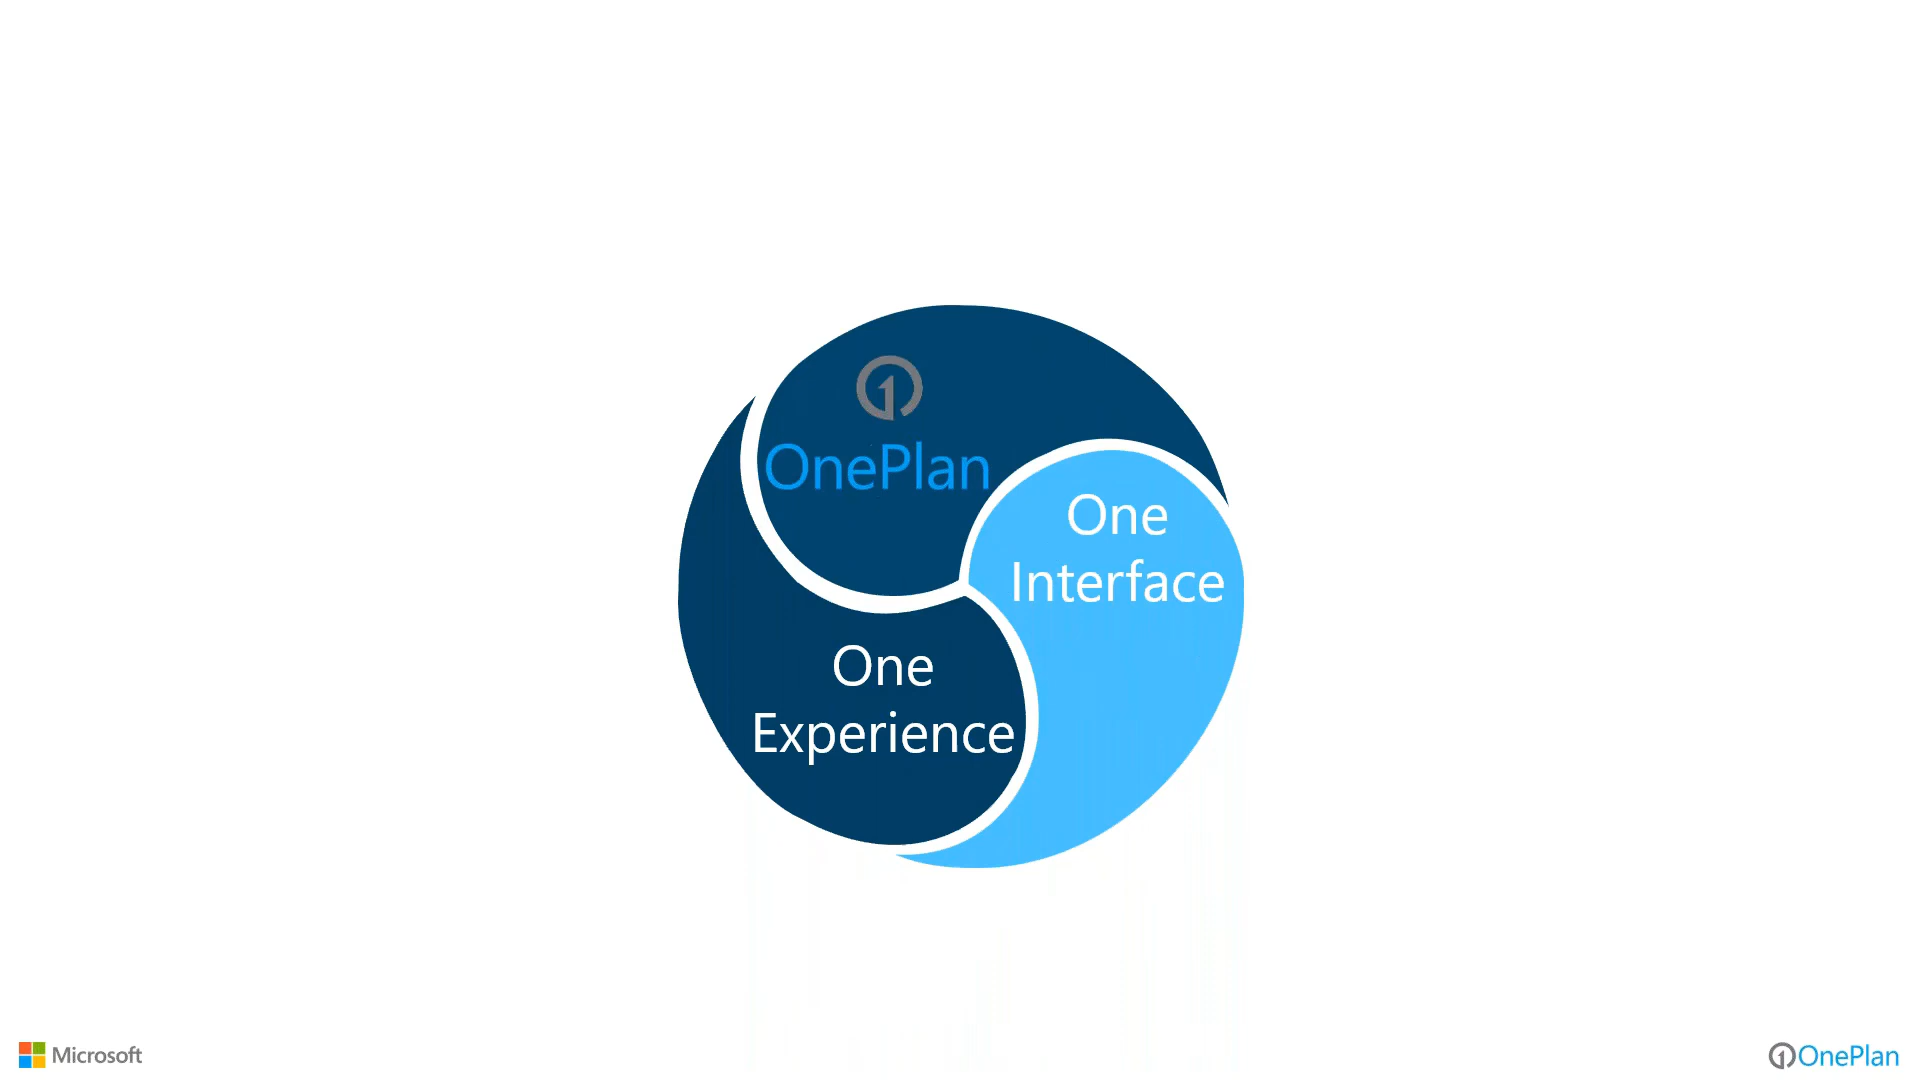 OnePlan
One
Interface
One
Experience
Microsoft
OnePlan